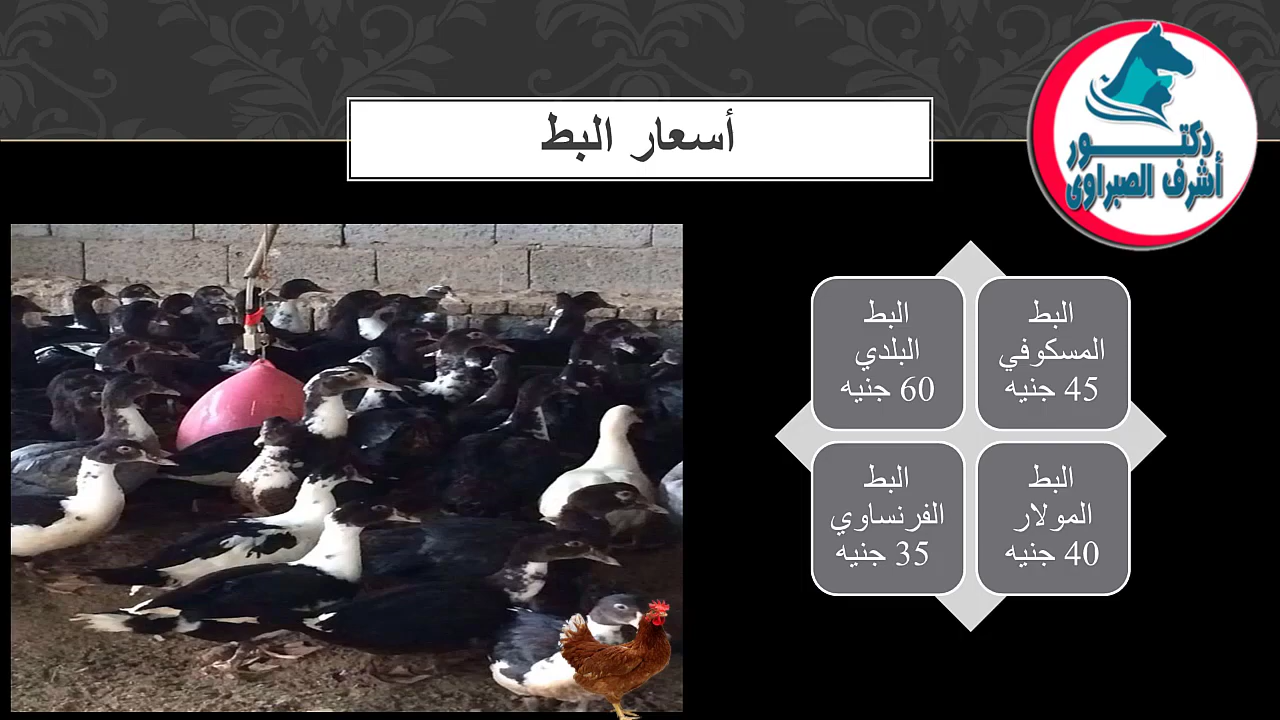 أسعار البط
دكتور
أشرف الصبراوى
البط
المسكوفي
45 جنيه
البط
البلدي
60 جنيه
البط
المولار
40 جنيه
البط
الفرنساوي
35 جنيه